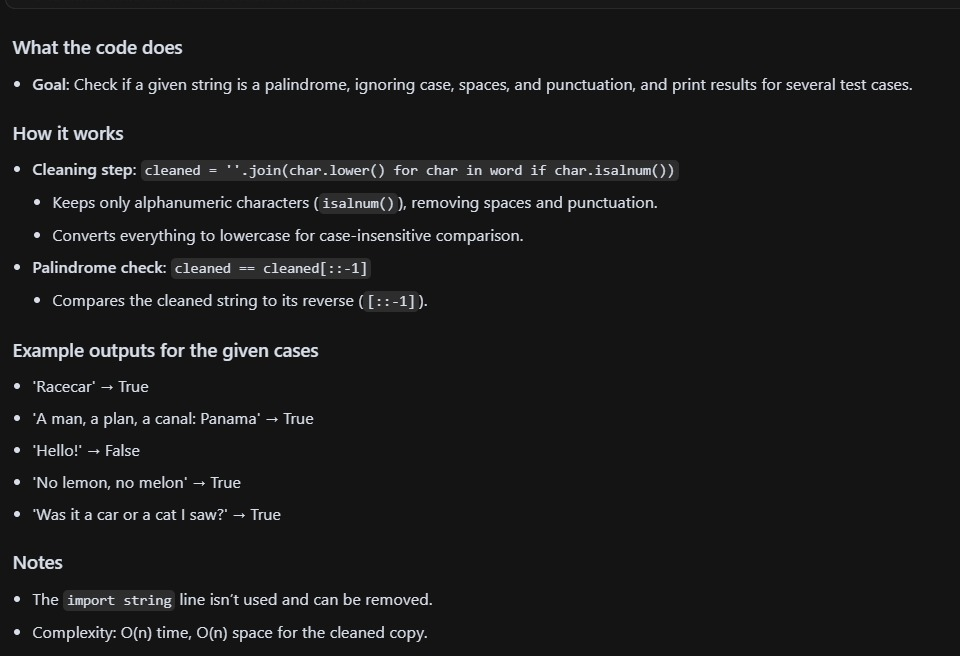 What the code does
• Goal: Check if a given string is a palindrome, ignoring case, spaces, and punctuation, and print results for several test cases.
How it works
• Cleaning step: cleaned = ''.join(char.lower() for char in word if char.isalnum())
• Keeps only alphanumeric characters (isalnum()), removing spaces and punctuation.
• Converts everything to lowercase for case-insensitive comparison.
• Palindrome check: cleaned == cleaned[::-1]
• Compares the cleaned string to its reverse ([::-1]).
Example outputs for the given cases
• 'Racecar' → True
• 'A man, a plan, a canal: Panama' → True
• 'Hello!' → False
• 'No lemon, no melon' → True
• 'Was it a car or a cat I saw?' → True
Notes
• The import string line isn’t used and can be removed.
• Complexity: O(n) time, O(n) space for the cleaned copy.